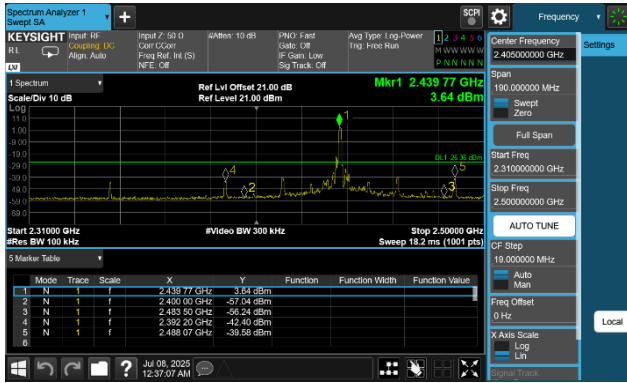 Spectrum Analyzer 1
Swept SA
+
SCPI
Frequency
KEYSIGHT
Input: RF
Input Z: 50 Ω
#Atten: 10 dB
PNO: Fast
Avg Type: Log-Power
1 2 3 4 5 6
R L
Coupling: DC
Corr CCorr
Gate: Off
Trig: Free Run
M W W W W W
Align: Auto
Freq Ref: Int (S)
IF Gain: Low
P N N N N N
LXI
NFE: Off
Sig Track: Off
Center Frequency
2.405000000 GHz
Settings
1 Spectrum
Ref Lvl Offset 21.00 dB
Mkr1 2.439 77 GHz
Scale/Div 10 dB
Ref Level 21.00 dBm
3.64 dBm
Span
190.000000 MHz
Swept
Zero
Full Span
Start Freq
2.310000000 GHz
Stop Freq
2.500000000 GHz
AUTO TUNE
CF Step
19.000000 MHz
Auto
Man
Freq Offset
0 Hz
X Axis Scale
Log
Lin
Signal Track
Local
Log
11.0
1.00
-9.00
-19.0
-29.0
-39.0
-49.0
-59.0
-69.0
1
DL1 -26.36 dBm
4
2
3
5
Start 2.31000 GHz
#Video BW 300 kHz
Stop 2.50000 GHz
#Res BW 100 kHz
Sweep 18.2 ms (1001 pts)
5 Marker Table
Mode Trace Scale X Y Function Function Width Function Value
1 N 1 f 2.439 77 GHz 3.64 dBm
2 N 1 f 2.400 00 GHz -57.04 dBm
3 N 1 f 2.483 50 GHz -56.24 dBm
4 N 1 f 2.392 20 GHz -42.40 dBm
5 N 1 f 2.488 07 GHz -39.58 dBm
6
?
Jul 08, 2025
12:37:07 AM